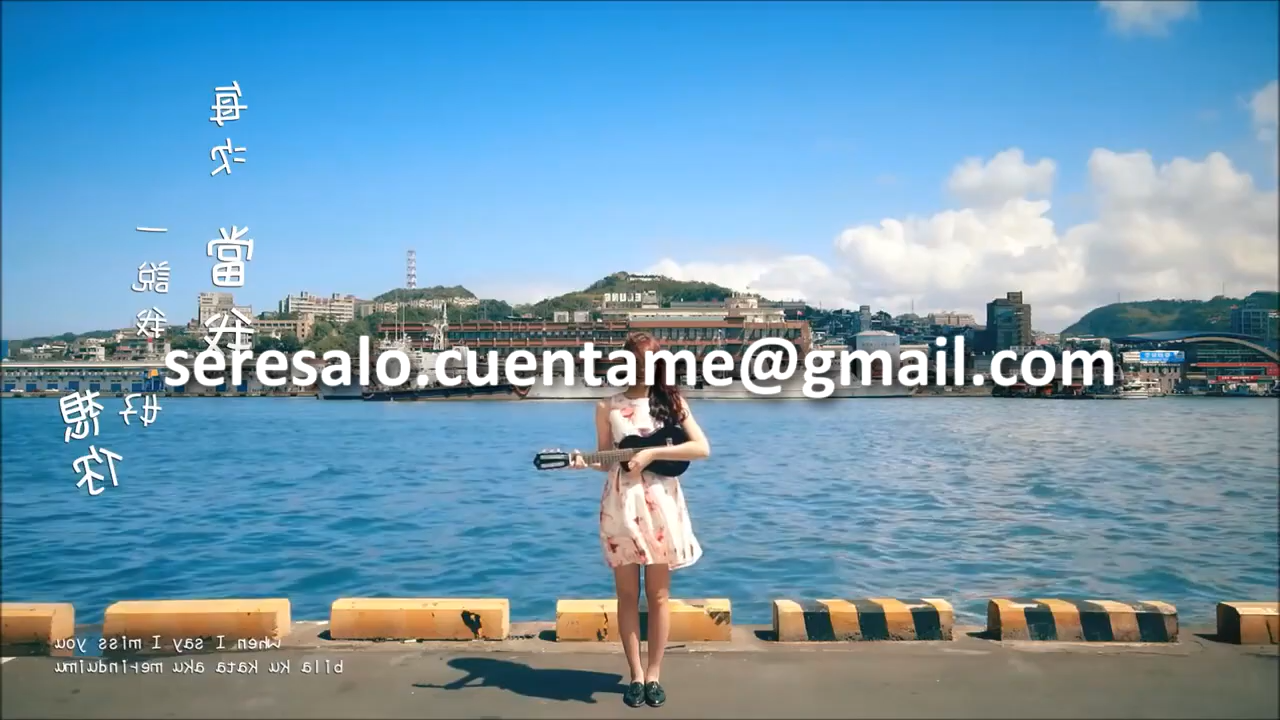 每次 當我
一說我好
想你
seresalo.cuentame@gmail.com
when I say I miss you
bila ku kata aku merindumu